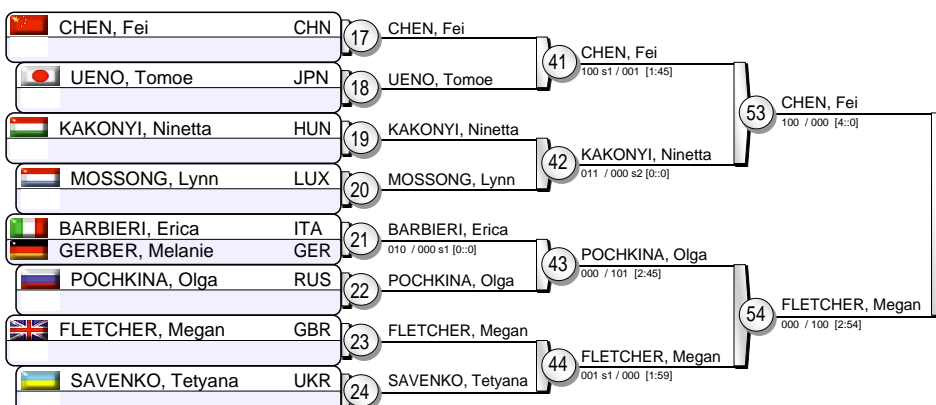 CHEN, Fei CHN
17
CHEN, Fei
UENO, Tomoe JPN
18
UENO, Tomoe
41
CHEN, Fei
100 s1 / 001 [1:45]
KAKONYI, Ninetta HUN
19
KAKONYI, Ninetta
MOSSONG, Lynn LUX
20
MOSSONG, Lynn
42
KAKONYI, Ninetta
011 / 000 s2 [0::0]
53
CHEN, Fei
100 / 000 [4::0]
BARBIERI, Erica ITA
GERBER, Melanie GER
21
BARBIERI, Erica
010 / 000 s1 [0::0]
POCHKINA, Olga RUS
22
POCHKINA, Olga
43
POCHKINA, Olga
000 / 101 [2:45]
FLETCHER, Megan GBR
23
FLETCHER, Megan
SAVENKO, Tetyana UKR
24
SAVENKO, Tetyana
44
FLETCHER, Megan
001 s1 / 000 [1:59]
54
FLETCHER, Megan
000 / 100 [2:54]